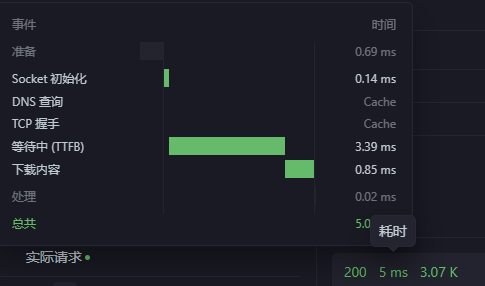 事件 时间
准备 0.69 ms
Socket 初始化 0.14 ms
DNS 查询 Cache
TCP 握手 Cache
等待中 (TTFB) 3.39 ms
下载内容 0.85 ms
处理 0.02 ms
总共
耗时
实际请求
200 5 ms 3.07 K